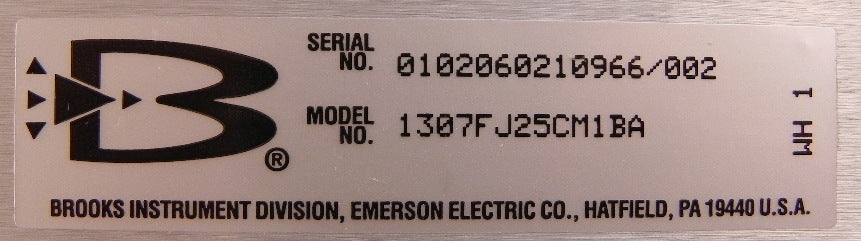 SERIAL
NO. 0102060210966/002
MODEL
NO. 1307FJ25CM1BA
WH 1
B®
BROOKS INSTRUMENT DIVISION, EMERSON ELECTRIC CO., HATFIELD, PA 19440 U.S.A.